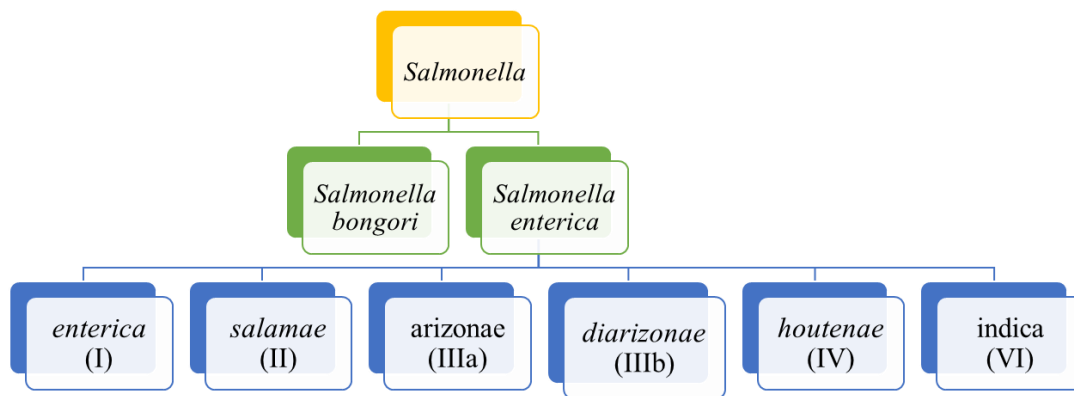 Salmonella
Salmonella
bongori
Salmonella
enterica
enterica
(I)
salamae
(II)
arizonae
(IIIa)
diarizonae
(IIIb)
houtenae
(IV)
indica
(VI)